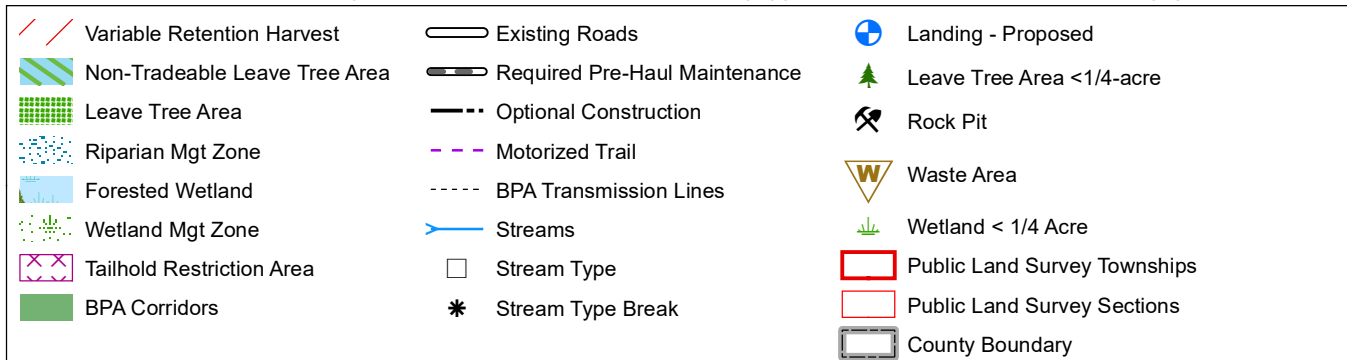 Variable Retention Harvest
Non-Tradeable Leave Tree Area
Leave Tree Area
Riparian Mgt Zone
Forested Wetland
Wetland Mgt Zone
Tailhold Restriction Area
BPA Corridors
Existing Roads
Required Pre-Haul Maintenance
Optional Construction
Motorized Trail
BPA Transmission Lines
Streams
Stream Type
Stream Type Break
Landing - Proposed
Leave Tree Area <1/4-acre
Rock Pit
W
Waste Area
Wetland < 1/4 Acre
Public Land Survey Townships
Public Land Survey Sections
County Boundary